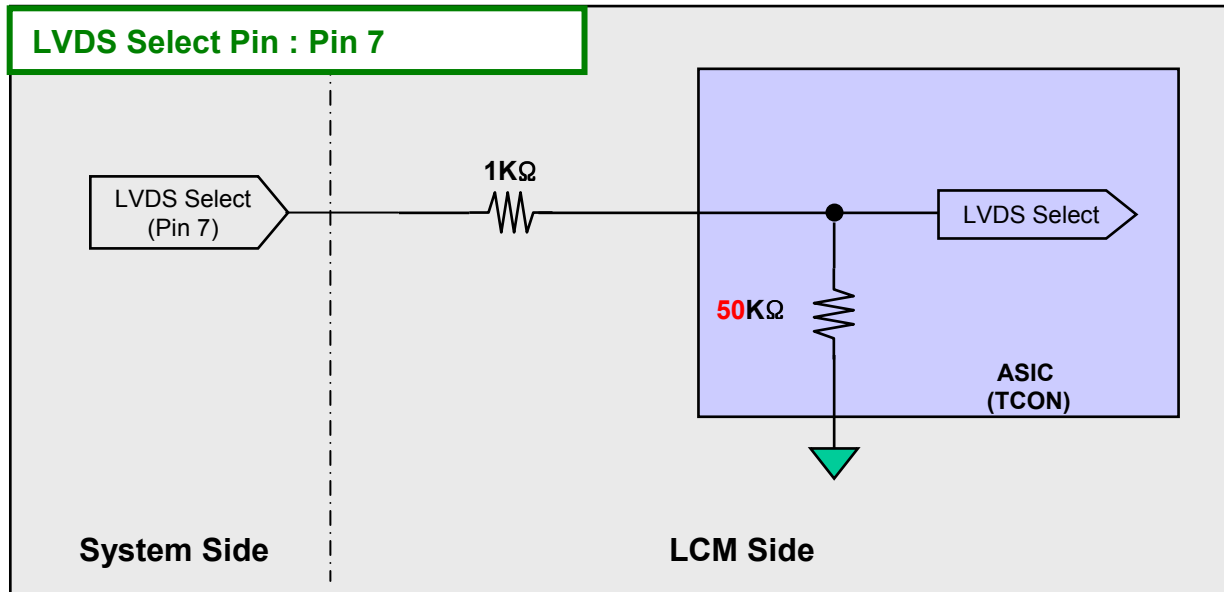 LVDS Select Pin : Pin 7
1KΩ
LVDS Select
(Pin 7)
LVDS Select
50KΩ
ASIC
(TCON)
System Side
LCM Side